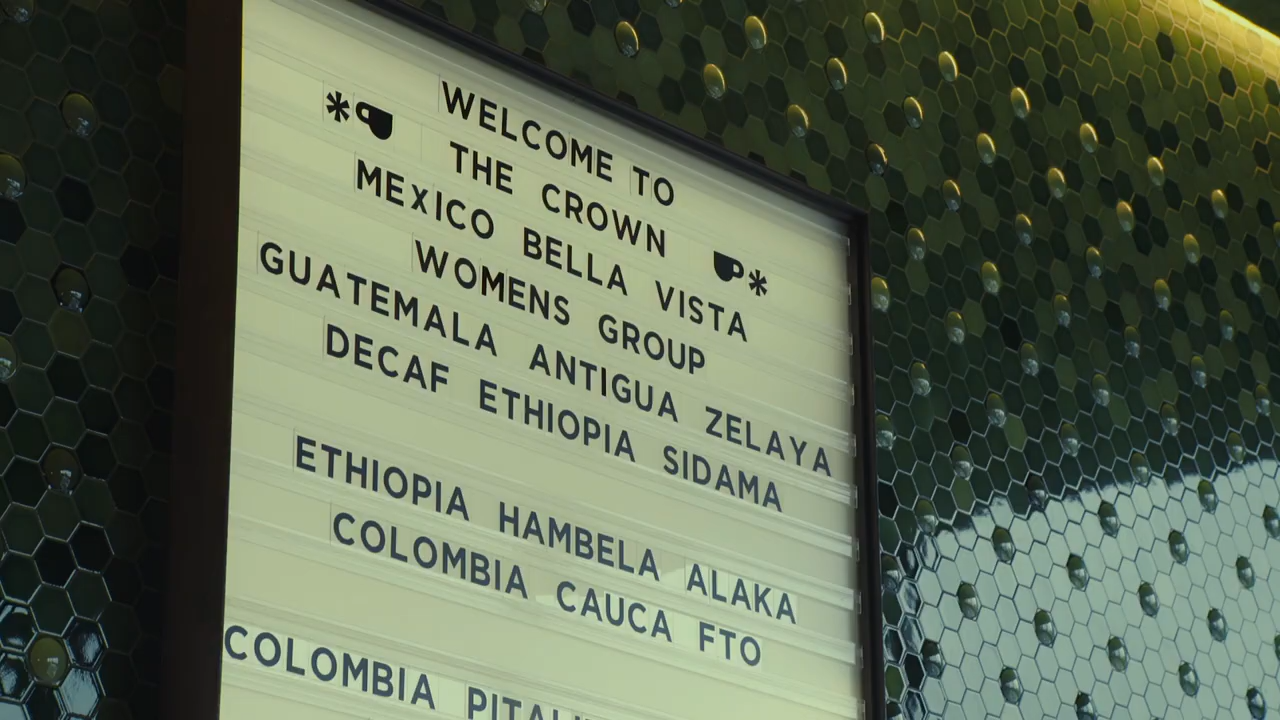 WELCOME TO
* THE CROWN *
MEXICO BELLA VISTA
WOMENS GROUP
GUATEMALA ANTIGUA ZELAYA
DECAF ETHIOPIA SIDAMA
ETHIOPIA HAMBELA ALAKA
COLOMBIA CAUCA FTO
COLOMBIA